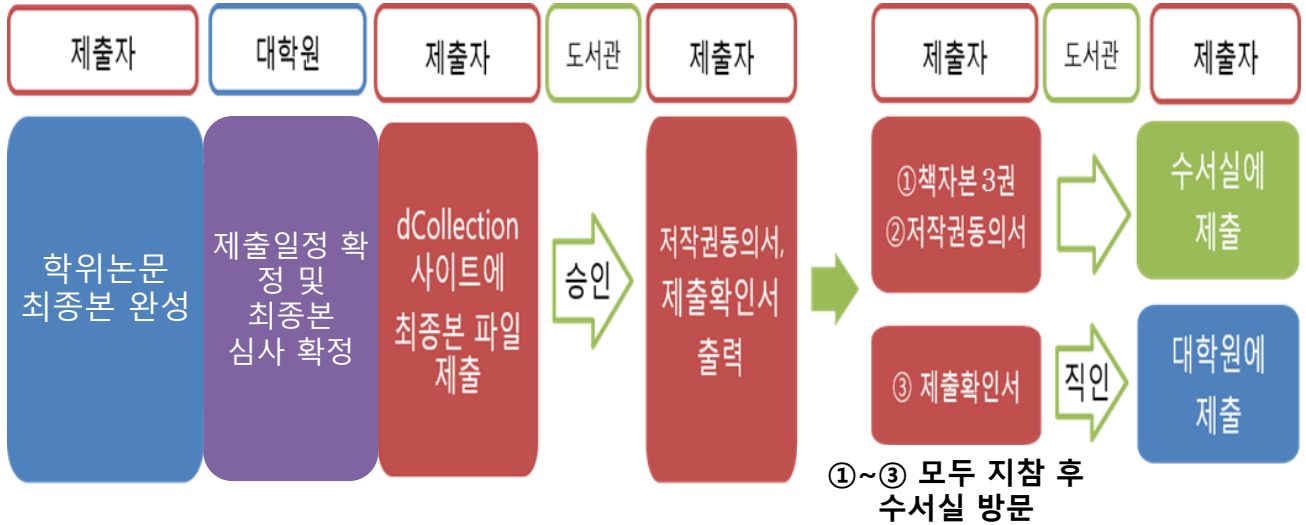 제출자
대학원
제출자
도서관
제출자
제출자
도서관
제출자
학위논문
최종본 완성
제출일정 확
정 및
최종본
심사 확정
dCollection
사이트에
최종본 파일
제출
승인
저작권동의서,
제출확인서
출력
①책자본 3권
②저작권동의서
수서실에
제출
③ 제출확인서
직인
대학원에
제출
①~③ 모두 지참 후
수서실 방문